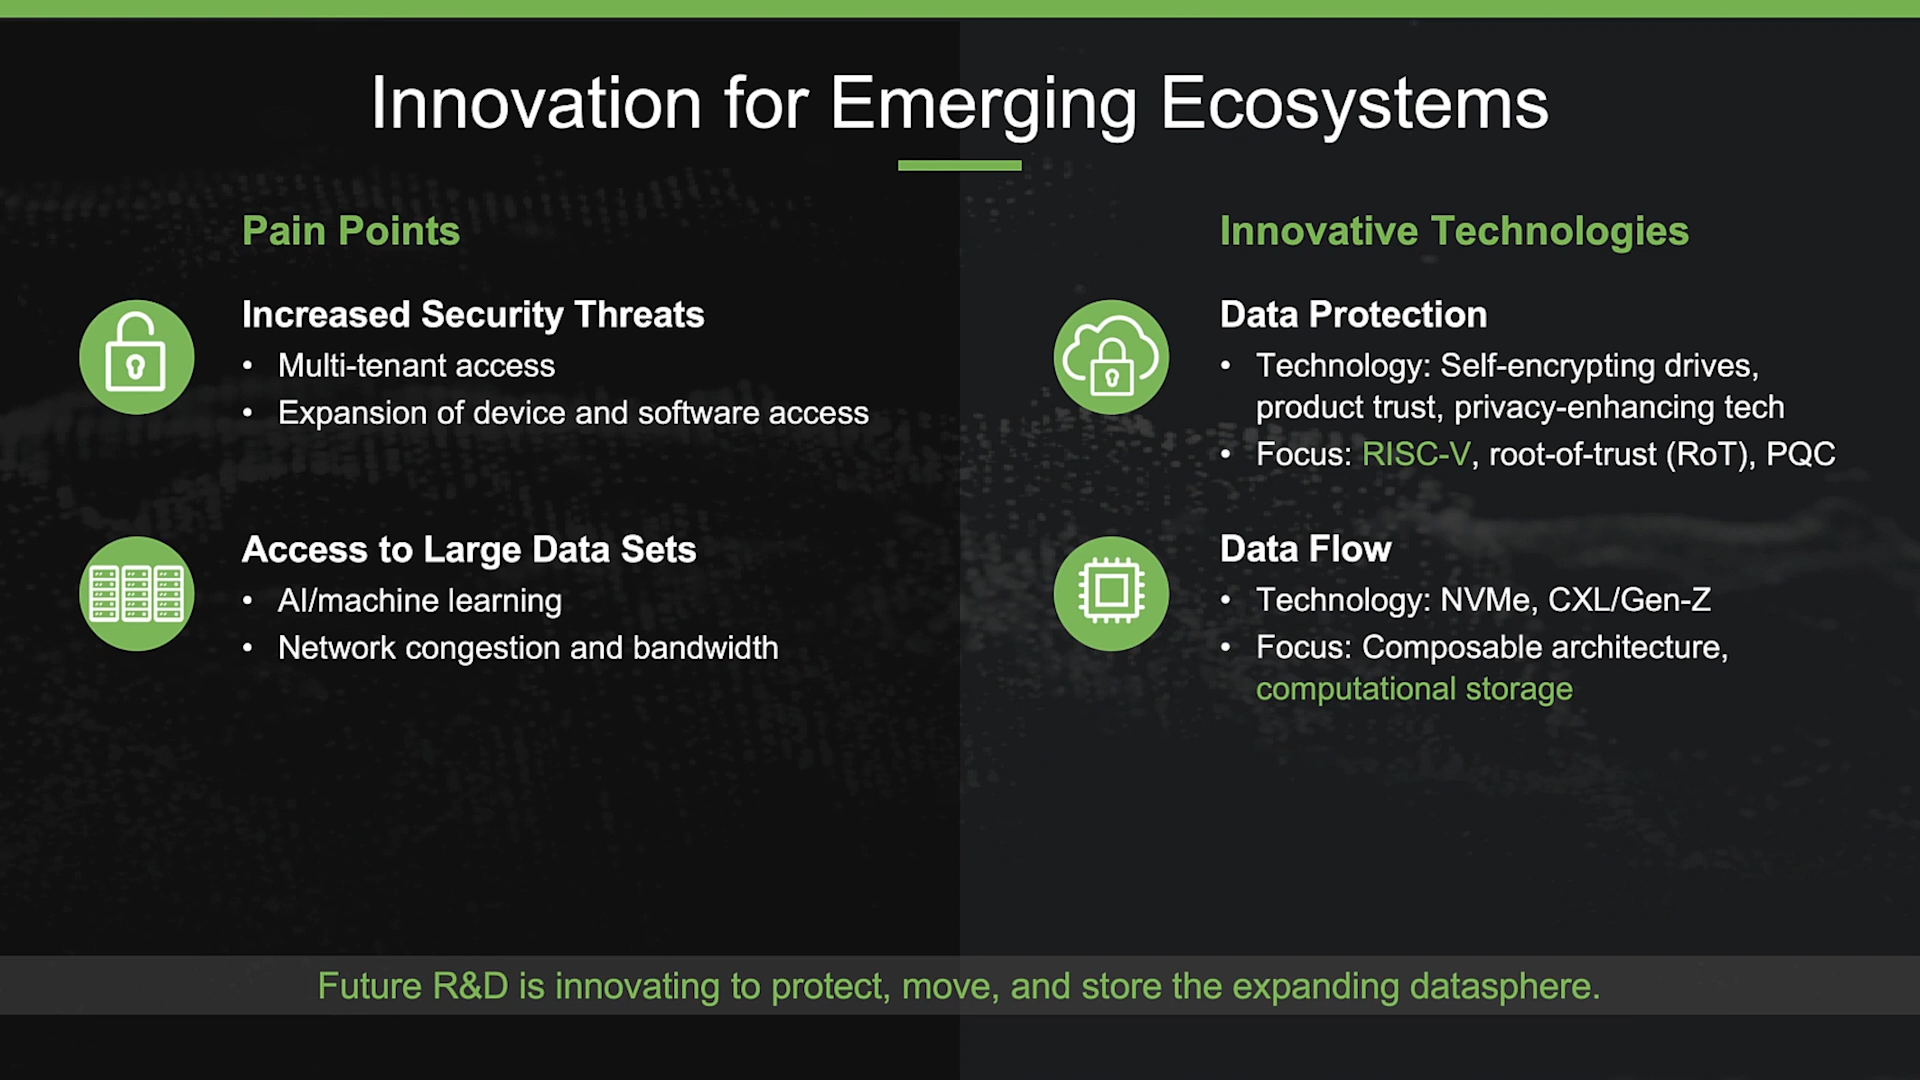 Innovation for Emerging Ecosystems
Pain Points
Increased Security Threats
• Multi-tenant access
• Expansion of device and software access
Access to Large Data Sets
• AI/machine learning
• Network congestion and bandwidth
Innovative Technologies
Data Protection
• Technology: Self-encrypting drives,
product trust, privacy-enhancing tech
• Focus: RISC-V, root-of-trust (RoT), PQC
Data Flow
• Technology: NVMe, CXL/Gen-Z
• Focus: Composable architecture,
computational storage
Future R&D is innovating to protect, move, and store the expanding datasphere.